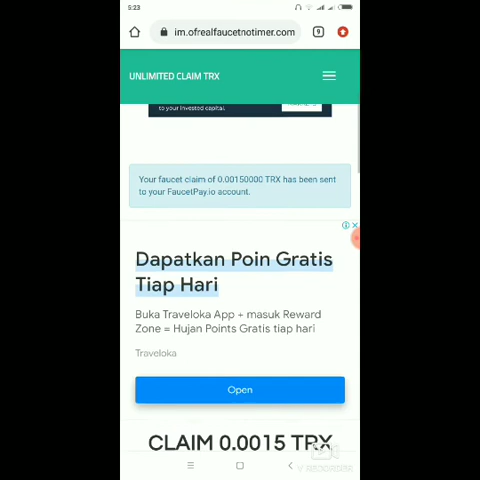 5:23
im.ofrealfaucetnotimer.com
9
UNLIMITED CLAIM TRX
to your invested capital.
Your faucet claim of 0.00150000 TRX has been sent
to your FaucetPay.io account.
Dapatkan Poin Gratis
Tiap Hari
Buka Traveloka App + masuk Reward
Zone = Hujan Points Gratis tiap hari
Traveloka
Open
CLAIM 0.0015 TRX
V RECORDER